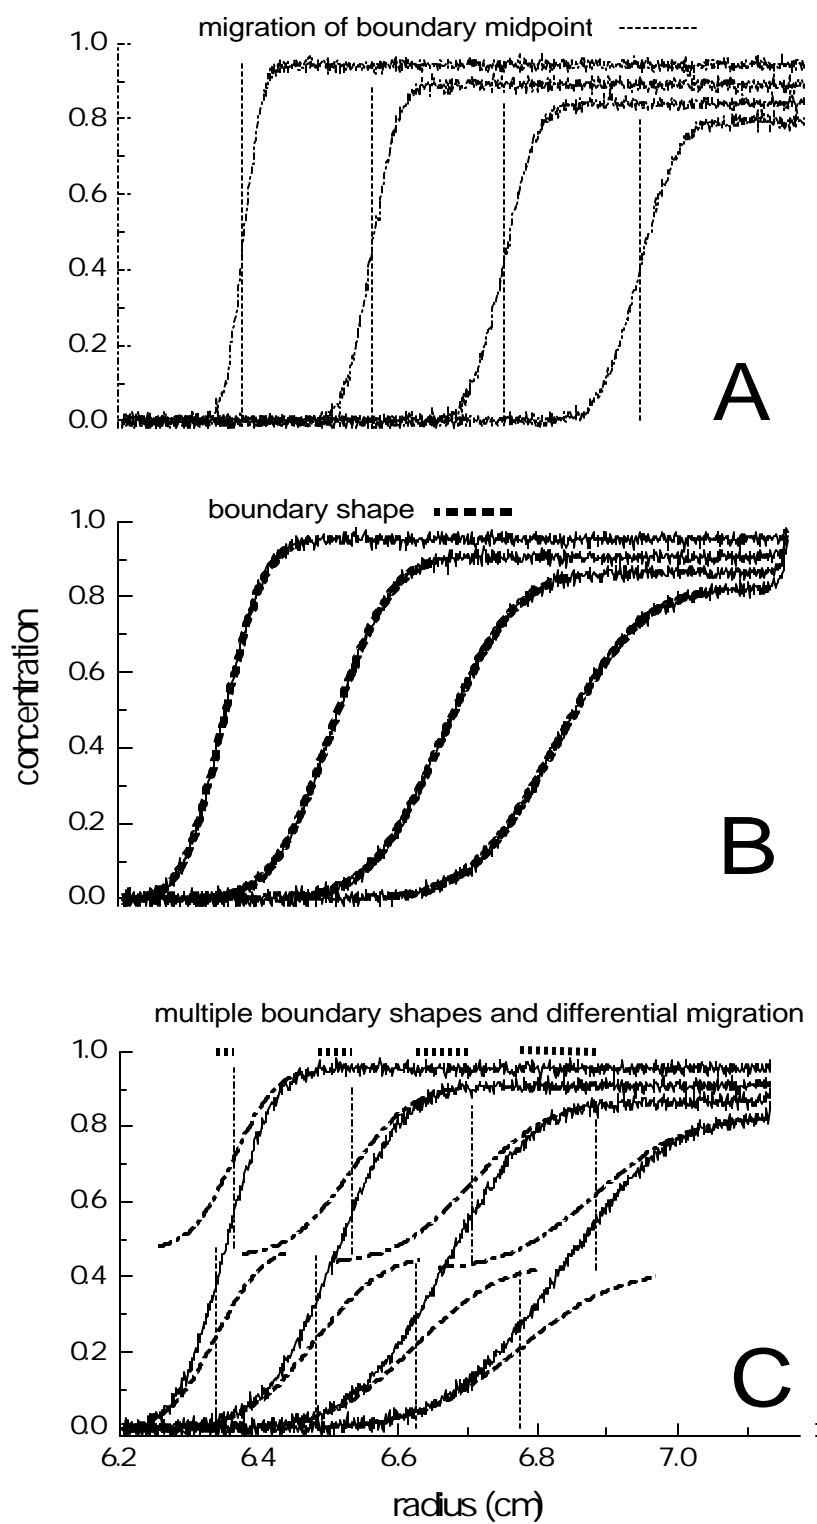 migration of boundary midpoint
1.0
0.8
0.6
0.4
0.2
0.0
A
boundary shape
1.0
0.8
0.6
0.4
0.2
0.0
B
concentration
multiple boundary shapes and differential migration
1.0
0.8
0.6
0.4
0.2
0.0
C
6.2 6.4 6.6 6.8 7.0
radius (cm)